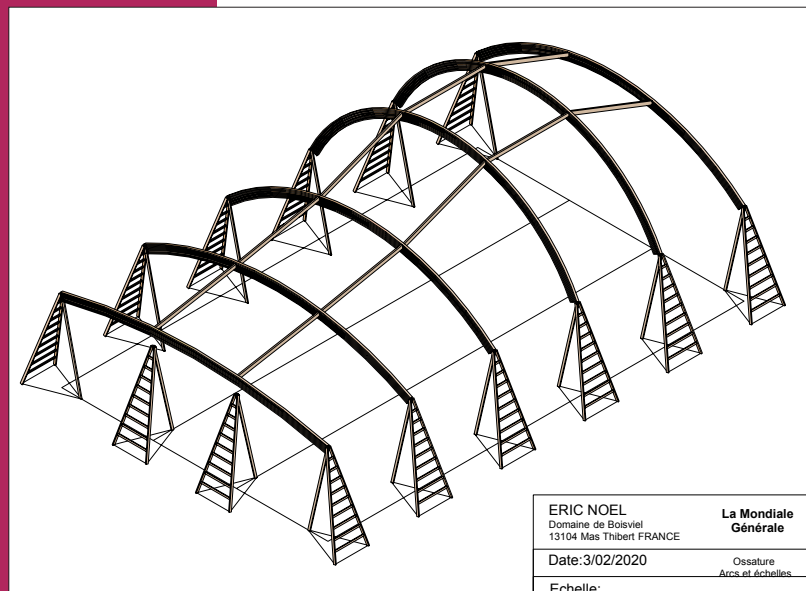 ERIC NOEL
Domaine de Boisviel
13104 Mas Thibert FRANCE
La Mondiale
Générale
Date:3/02/2020
Ossature
Arcs et échelles
Echelle: